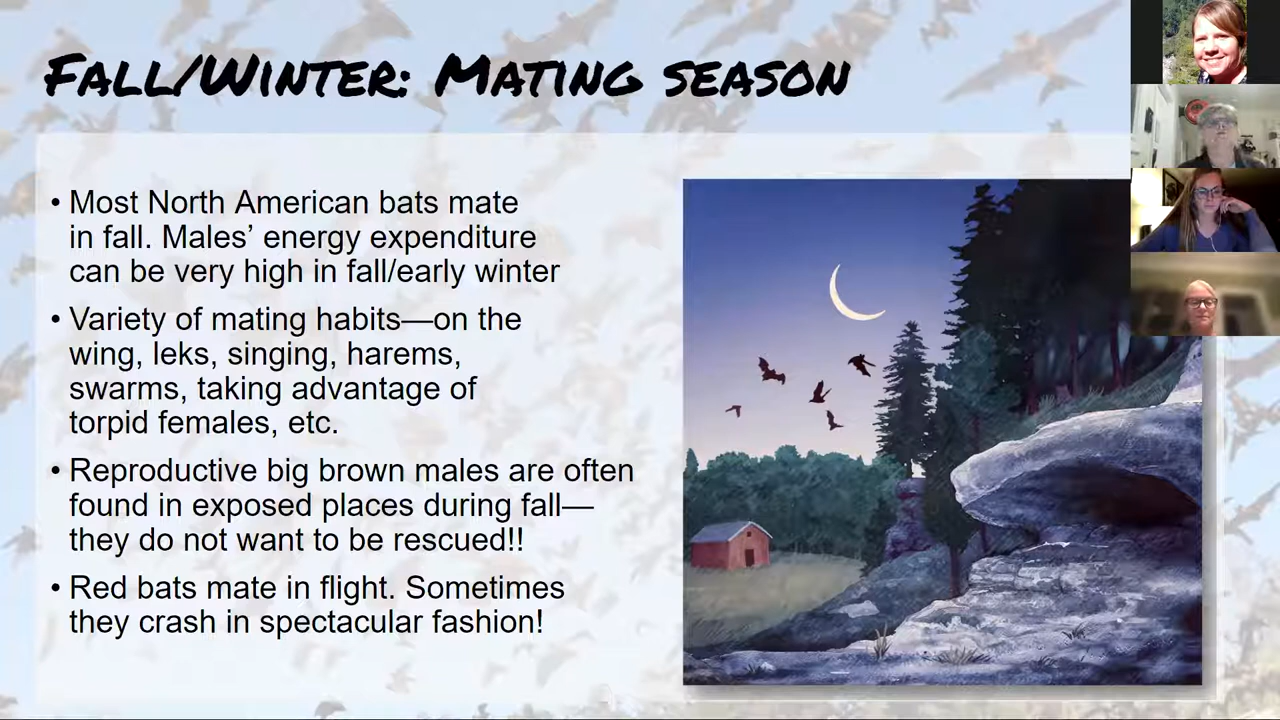 Fall/Winter: Mating season
• Most North American bats mate
in fall. Males’ energy expenditure
can be very high in fall/early winter
• Variety of mating habits—on the
wing, leks, singing, harems,
swarms, taking advantage of
torpid females, etc.
• Reproductive big brown males are often
found in exposed places during fall—
they do not want to be rescued!!
• Red bats mate in flight. Sometimes
they crash in spectacular fashion!